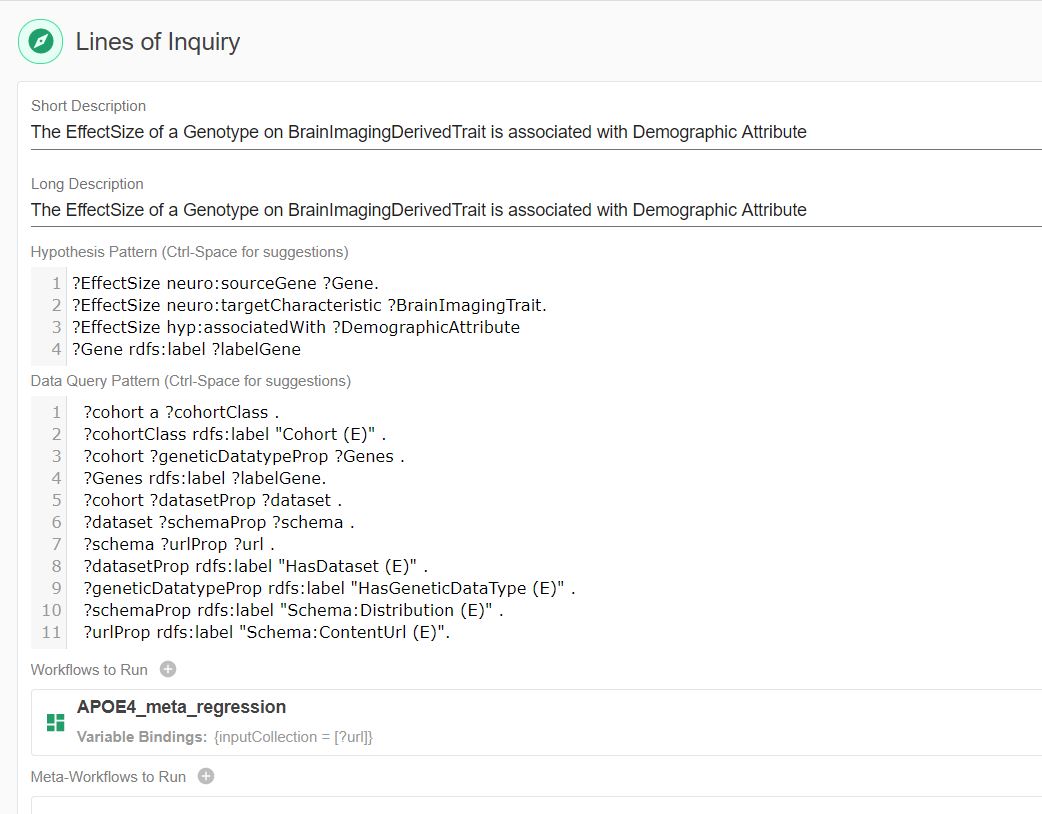 Lines of Inquiry
Short Description
The EffectSize of a Genotype on BrainImagingDerivedTrait is associated with Demographic Attribute
Long Description
The EffectSize of a Genotype on BrainImagingDerivedTrait is associated with Demographic Attribute
Hypothesis Pattern (Ctrl-Space for suggestions)
1 ?EffectSize neuro:sourceGene ?Gene.
2 ?EffectSize neuro:targetCharacteristic ?BrainImagingTrait.
3 ?EffectSize hyp:associatedWith ?DemographicAttribute
4 ?Gene rdfs:label ?labelGene
Data Query Pattern (Ctrl-Space for suggestions)
1 ?cohort a ?cohortClass .
2 ?cohortClass rdfs:label "Cohort (E)" .
3 ?cohort ?geneticDatatypeProp ?Genes .
4 ?Genes rdfs:label ?labelGene.
5 ?cohort ?datasetProp ?dataset .
6 ?dataset ?schemaProp ?schema .
7 ?schema ?urlProp ?url .
8 ?datasetProp rdfs:label "HasDataset (E)" .
9 ?geneticDatatypeProp rdfs:label "HasGeneticDataType (E)" .
10 ?schemaProp rdfs:label "Schema:Distribution (E)" .
11 ?urlProp rdfs:label "Schema:ContentUrl (E)".
Workflows to Run
APOE4_meta_regression
Variable Bindings: {inputCollection = [?url]}
Meta-Workflows to Run